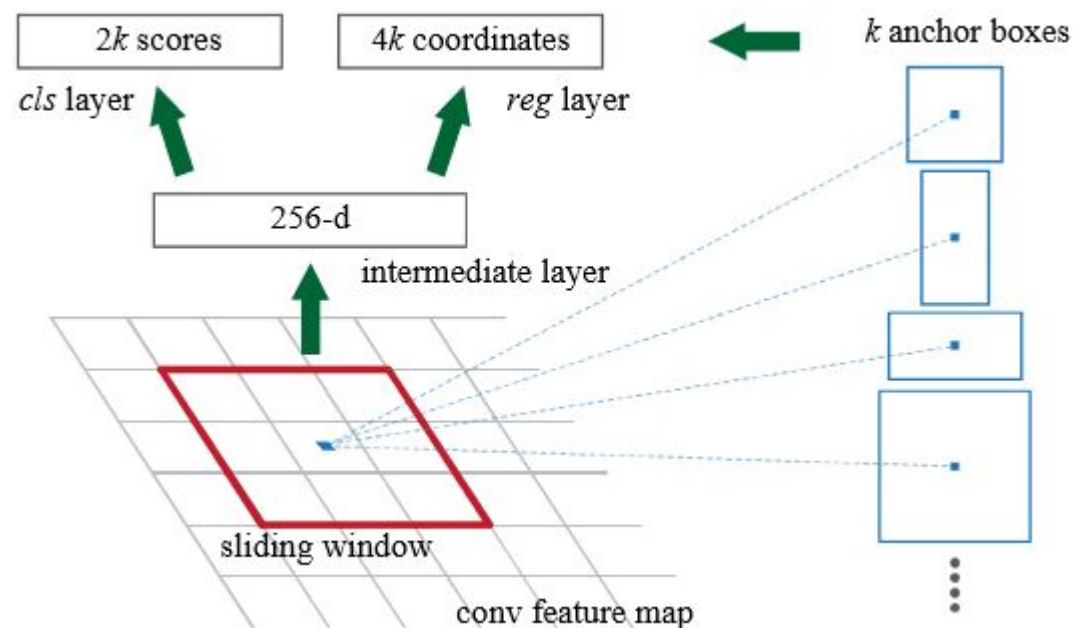 2k scores
4k coordinates
k anchor boxes
cls layer
reg layer
256-d
intermediate layer
sliding window
conv feature map